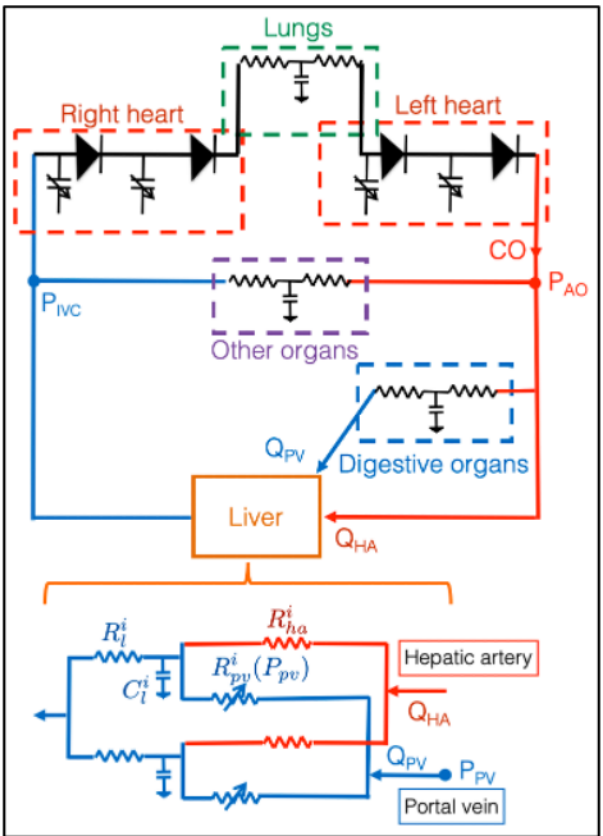 Lungs
Right heart
Left heart
CO
P_IVC
P_AO
Other organs
Q_PV
Digestive organs
Liver
Q_HA
R_l^i
R_ha^i
Hepatic artery
R_pv^i(P_pv)
C_l^i
Q_HA
Q_PV
P_PV
Portal vein